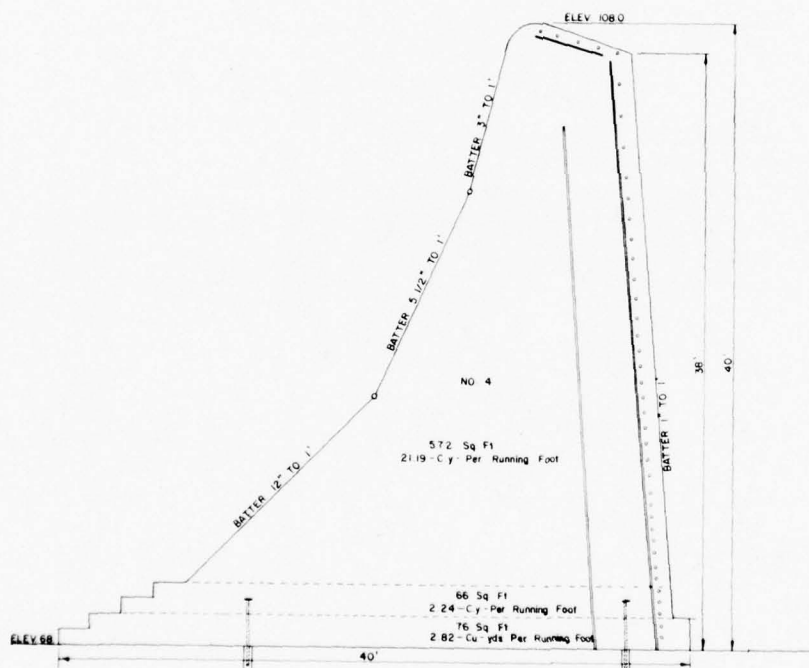 ELEV 108.0
BATTER 3" TO 1'
BATTER 5 1/2" TO 1'
38'
40'
NO 4
BATTER 1" TO 1
572 Sq Ft
21.19-C.y-Per Running Foot
BATTER 12" TO 1'
66 Sq Ft
2.24-C.y-Per Running Foot
76 Sq Ft
2.82-Cu-yds Per Running Foot
ELEV 68
40'